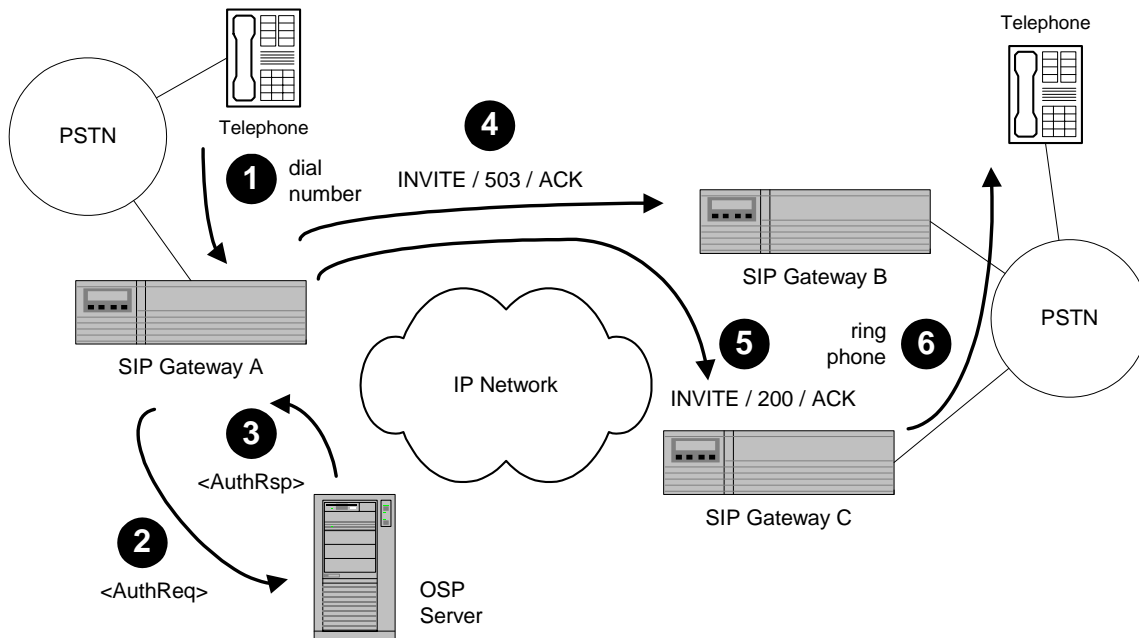 Telephone
Telephone
PSTN
4
1
dial
number
INVITE / 503 / ACK
SIP Gateway B
PSTN
SIP Gateway A
5
ring
phone
6
IP Network
INVITE / 200 / ACK
3
<AuthRsp>
SIP Gateway C
2
<AuthReq>
OSP
Server